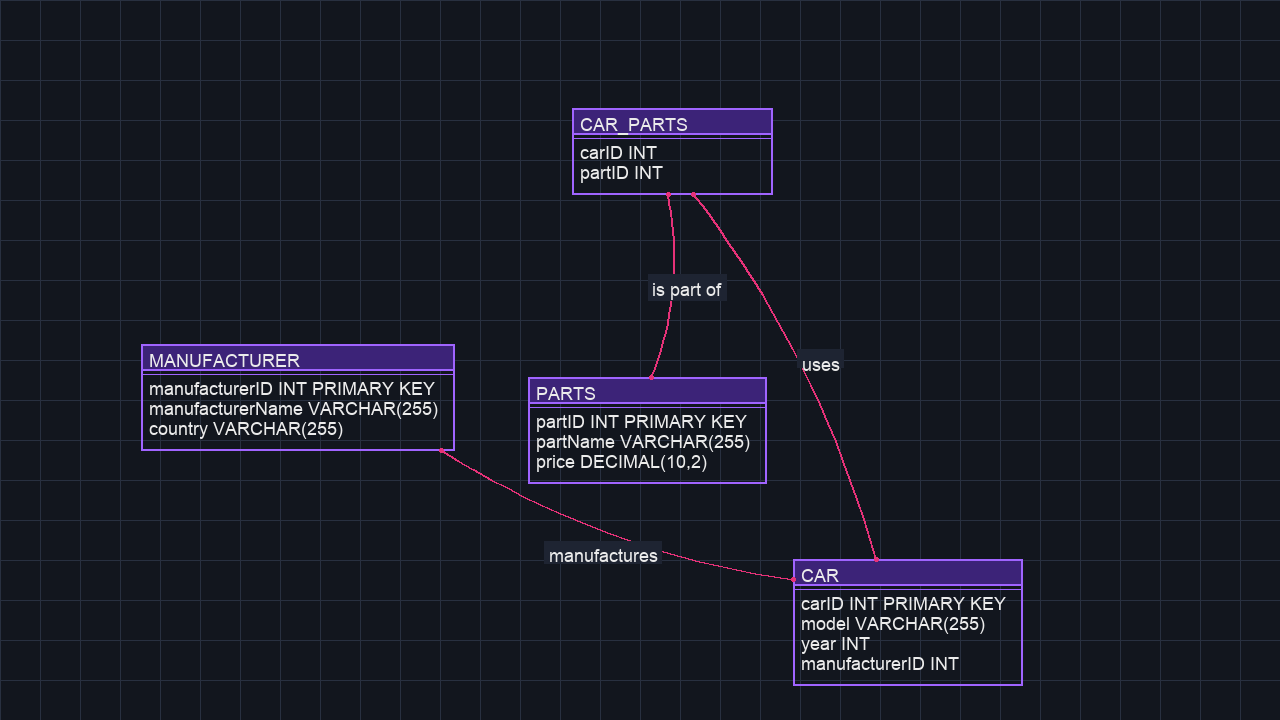 CAR_PARTS
carID INT
partID INT
is part of
MANUFACTURER
manufacturerID INT PRIMARY KEY
manufacturerName VARCHAR(255)
country VARCHAR(255)
uses
PARTS
partID INT PRIMARY KEY
partName VARCHAR(255)
price DECIMAL(10,2)
manufactures
CAR
carID INT PRIMARY KEY
model VARCHAR(255)
year INT
manufacturerID INT